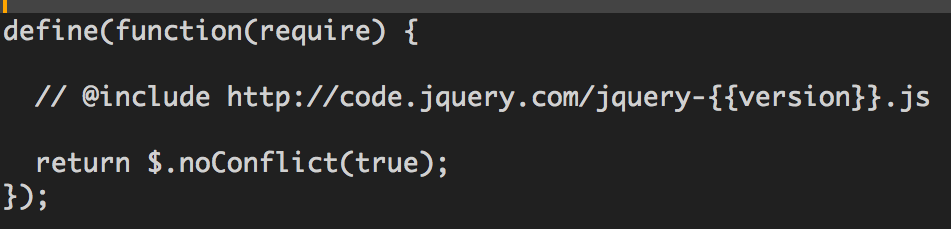 define(function(require) {
  // @include http://code.jquery.com/jquery-{{version}}.js
  return $.noConflict(true);
});